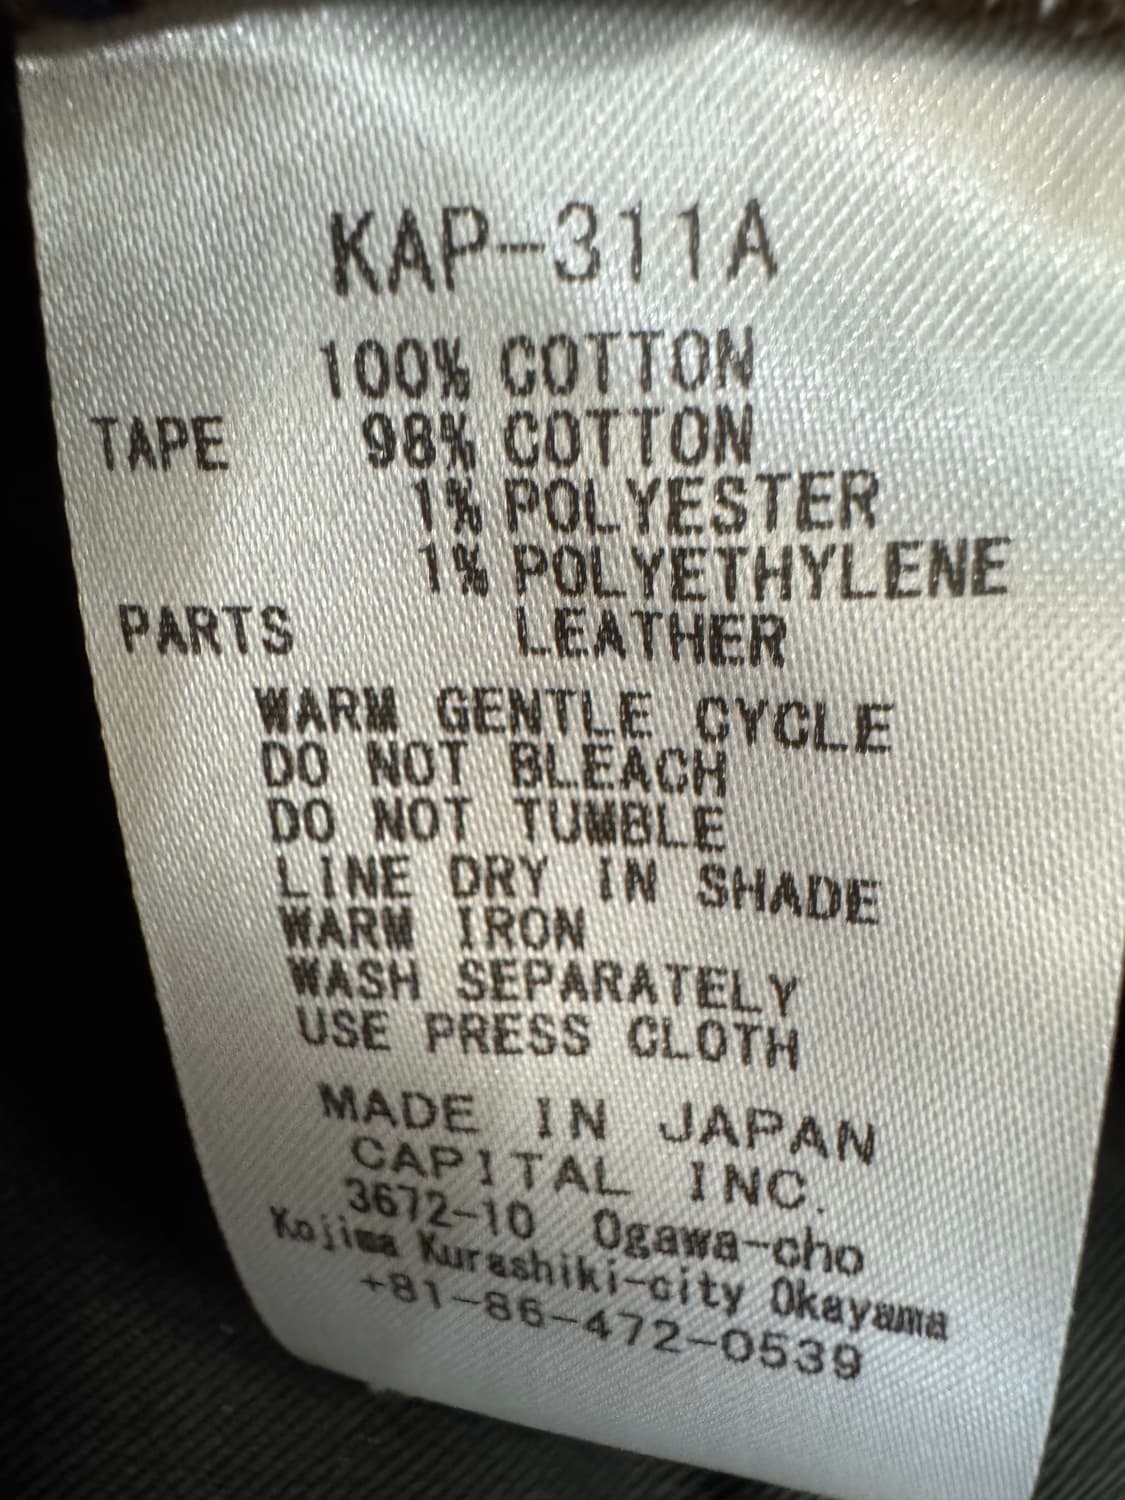 KAP-311A
100% COTTON
TAPE 98% COTTON
1% POLYESTER
1% POLYETHYLENE
PARTS LEATHER
WARM GENTLE CYCLE
DO NOT BLEACH
DO NOT TUMBLE
LINE DRY IN SHADE
WARM IRON
WASH SEPARATELY
USE PRESS CLOTH
MADE IN JAPAN
CAPITAL INC.
3672-10 Ogawa-cho
Kojima Kurashiki-city Okayama
+81-86-472-0539